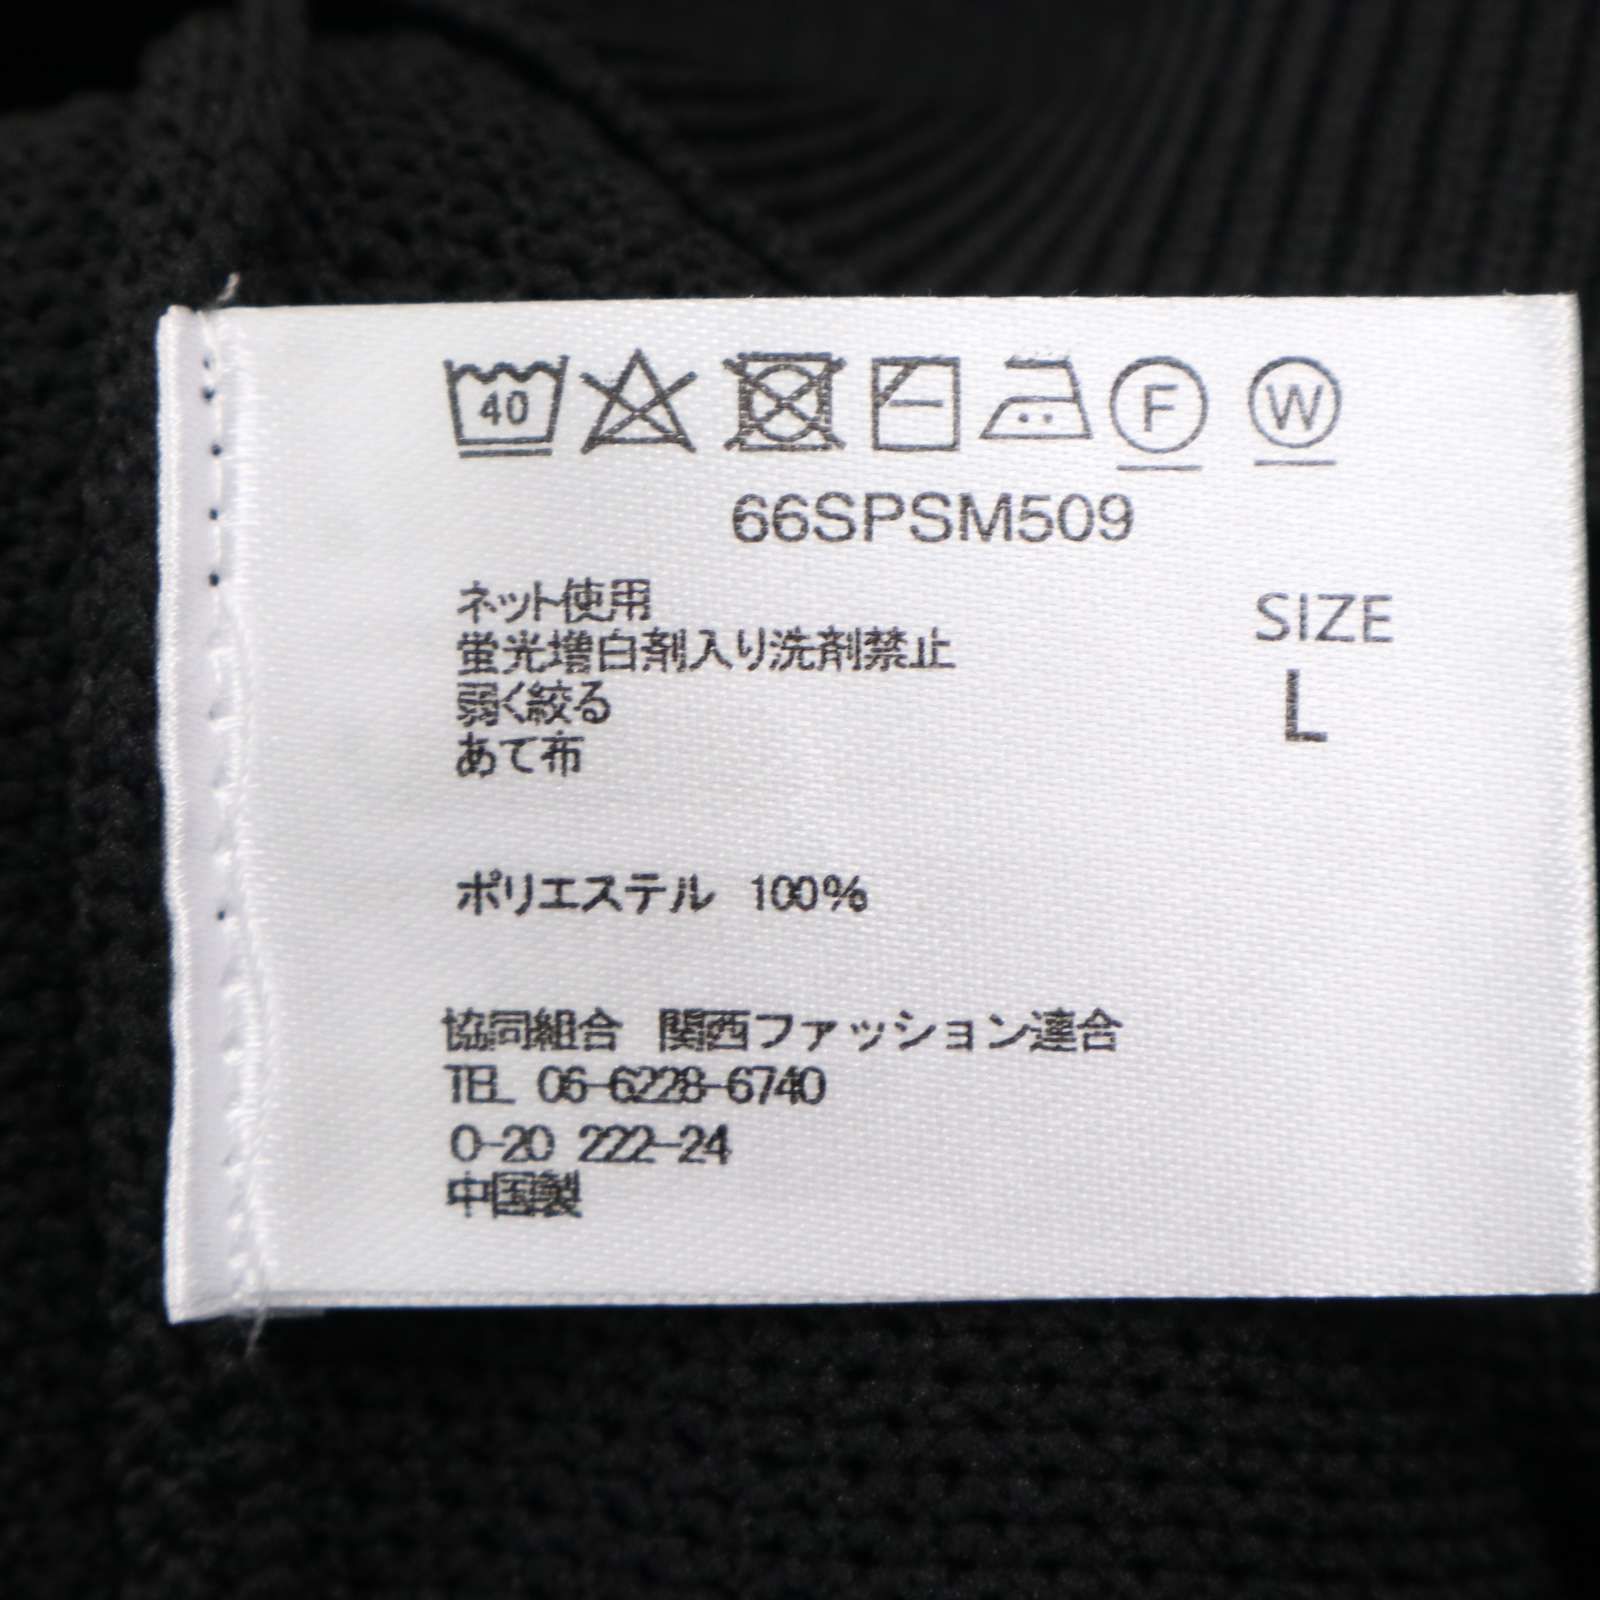 40 F W
66SPSM509
ネット使用
蛍光増白剤入り洗剤禁止
弱く絞る
あて布
SIZE
L
ポリエステル 100%
協同組合 関西ファッション連合
TEL 06-6228-6740
0-20 222-24
中国製